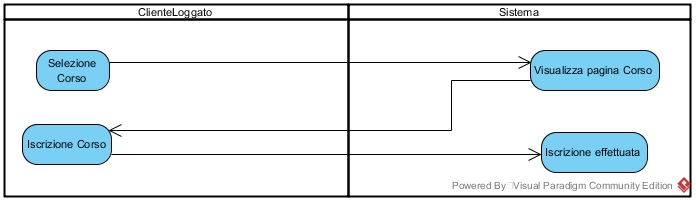 ClienteLoggato
Sistema
Selezione
Corso
Visualizza pagina Corso
Iscrizione Corso
Iscrizione effettuata
Powered By Visual Paradigm Community Edition